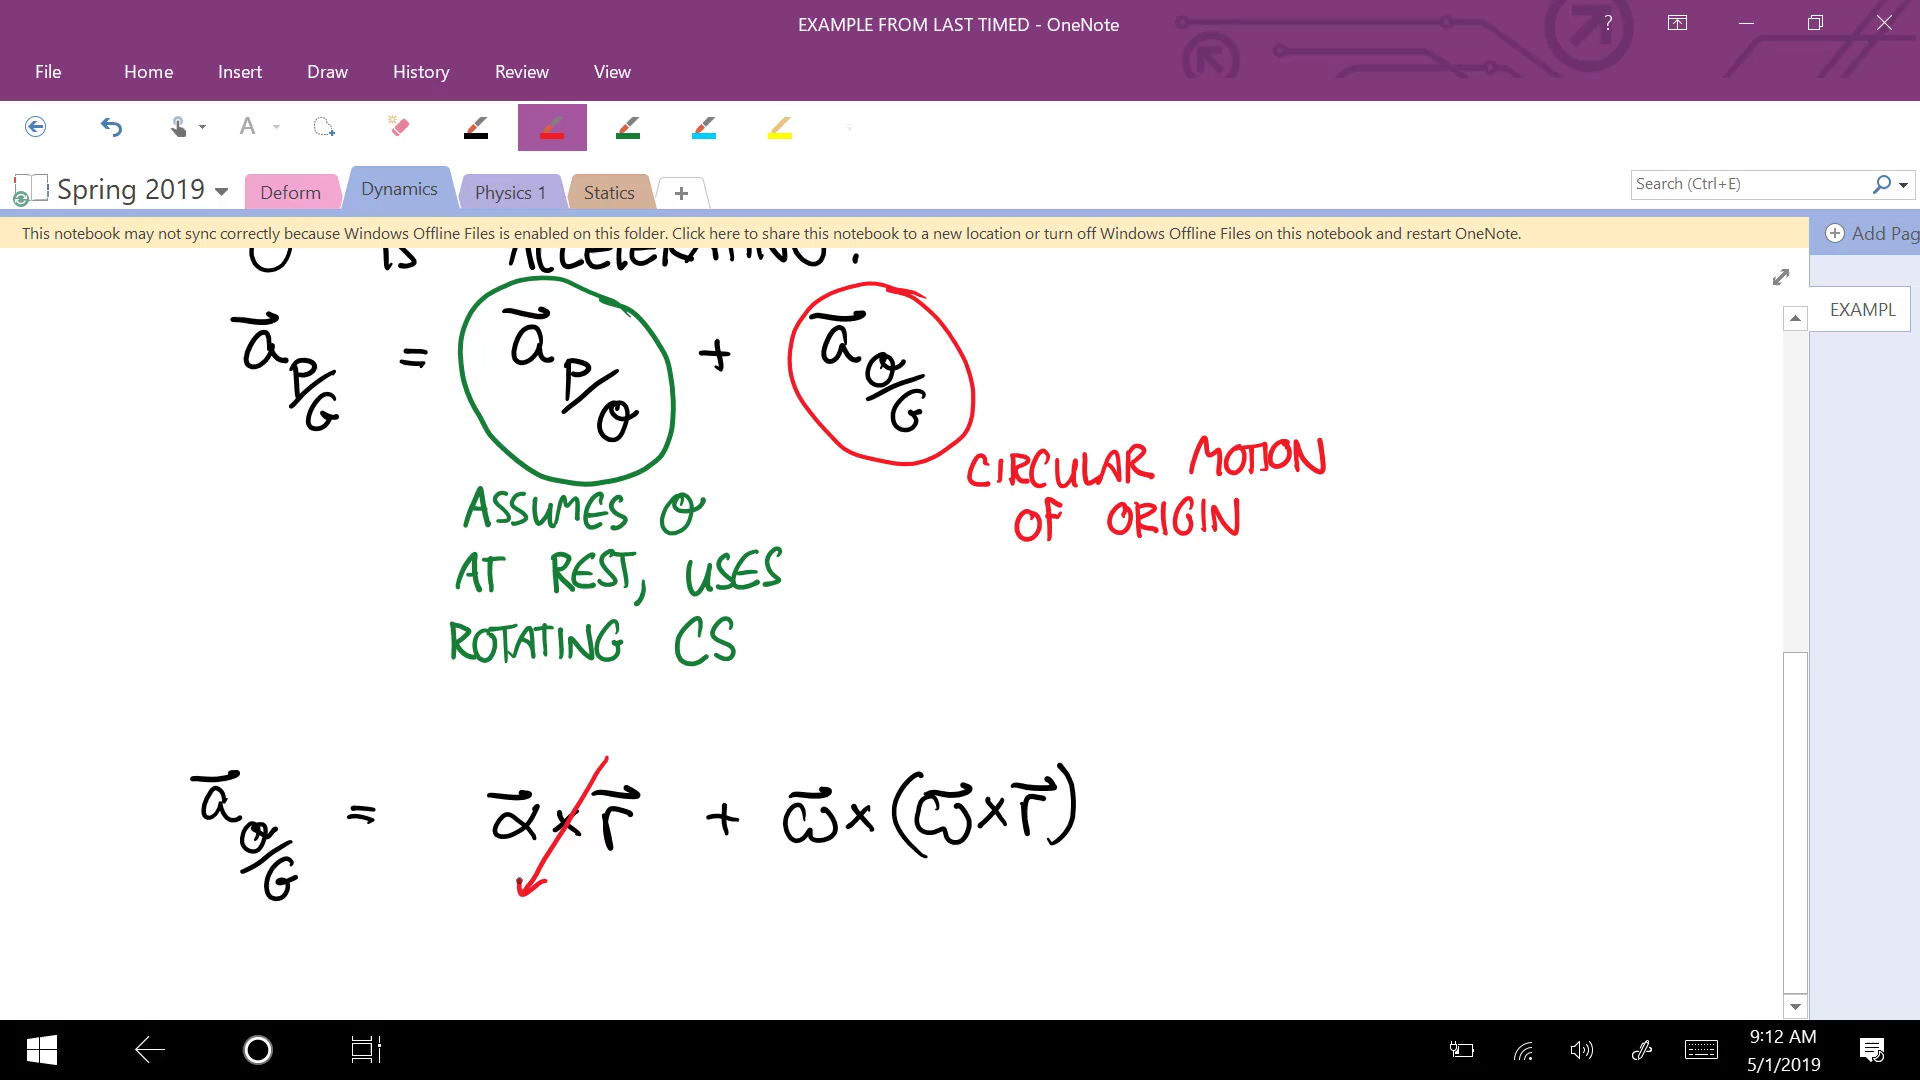 EXAMPLE FROM LAST TIMED - OneNote
File Home Insert Draw History Review View
Spring 2019 Deform Dynamics Physics 1 Statics + Search (Ctrl+E)
This notebook may not sync correctly because Windows Offline Files is enabled on this folder. Click here to share this notebook to a new location or turn off Windows Offline Files on this notebook and restart OneNote.
Add Pag
EXAMPL
IS ACCELERATING!
a⃗ P/G = a⃗ P/O + a⃗ O/G
CIRCULAR MOTION
OF ORIGIN
ASSUMES O
AT REST, USES
ROTATING CS
a⃗ O/G = α⃗ × r⃗ + ω⃗ × (ω⃗ × r⃗)
9:12 AM
5/1/2019